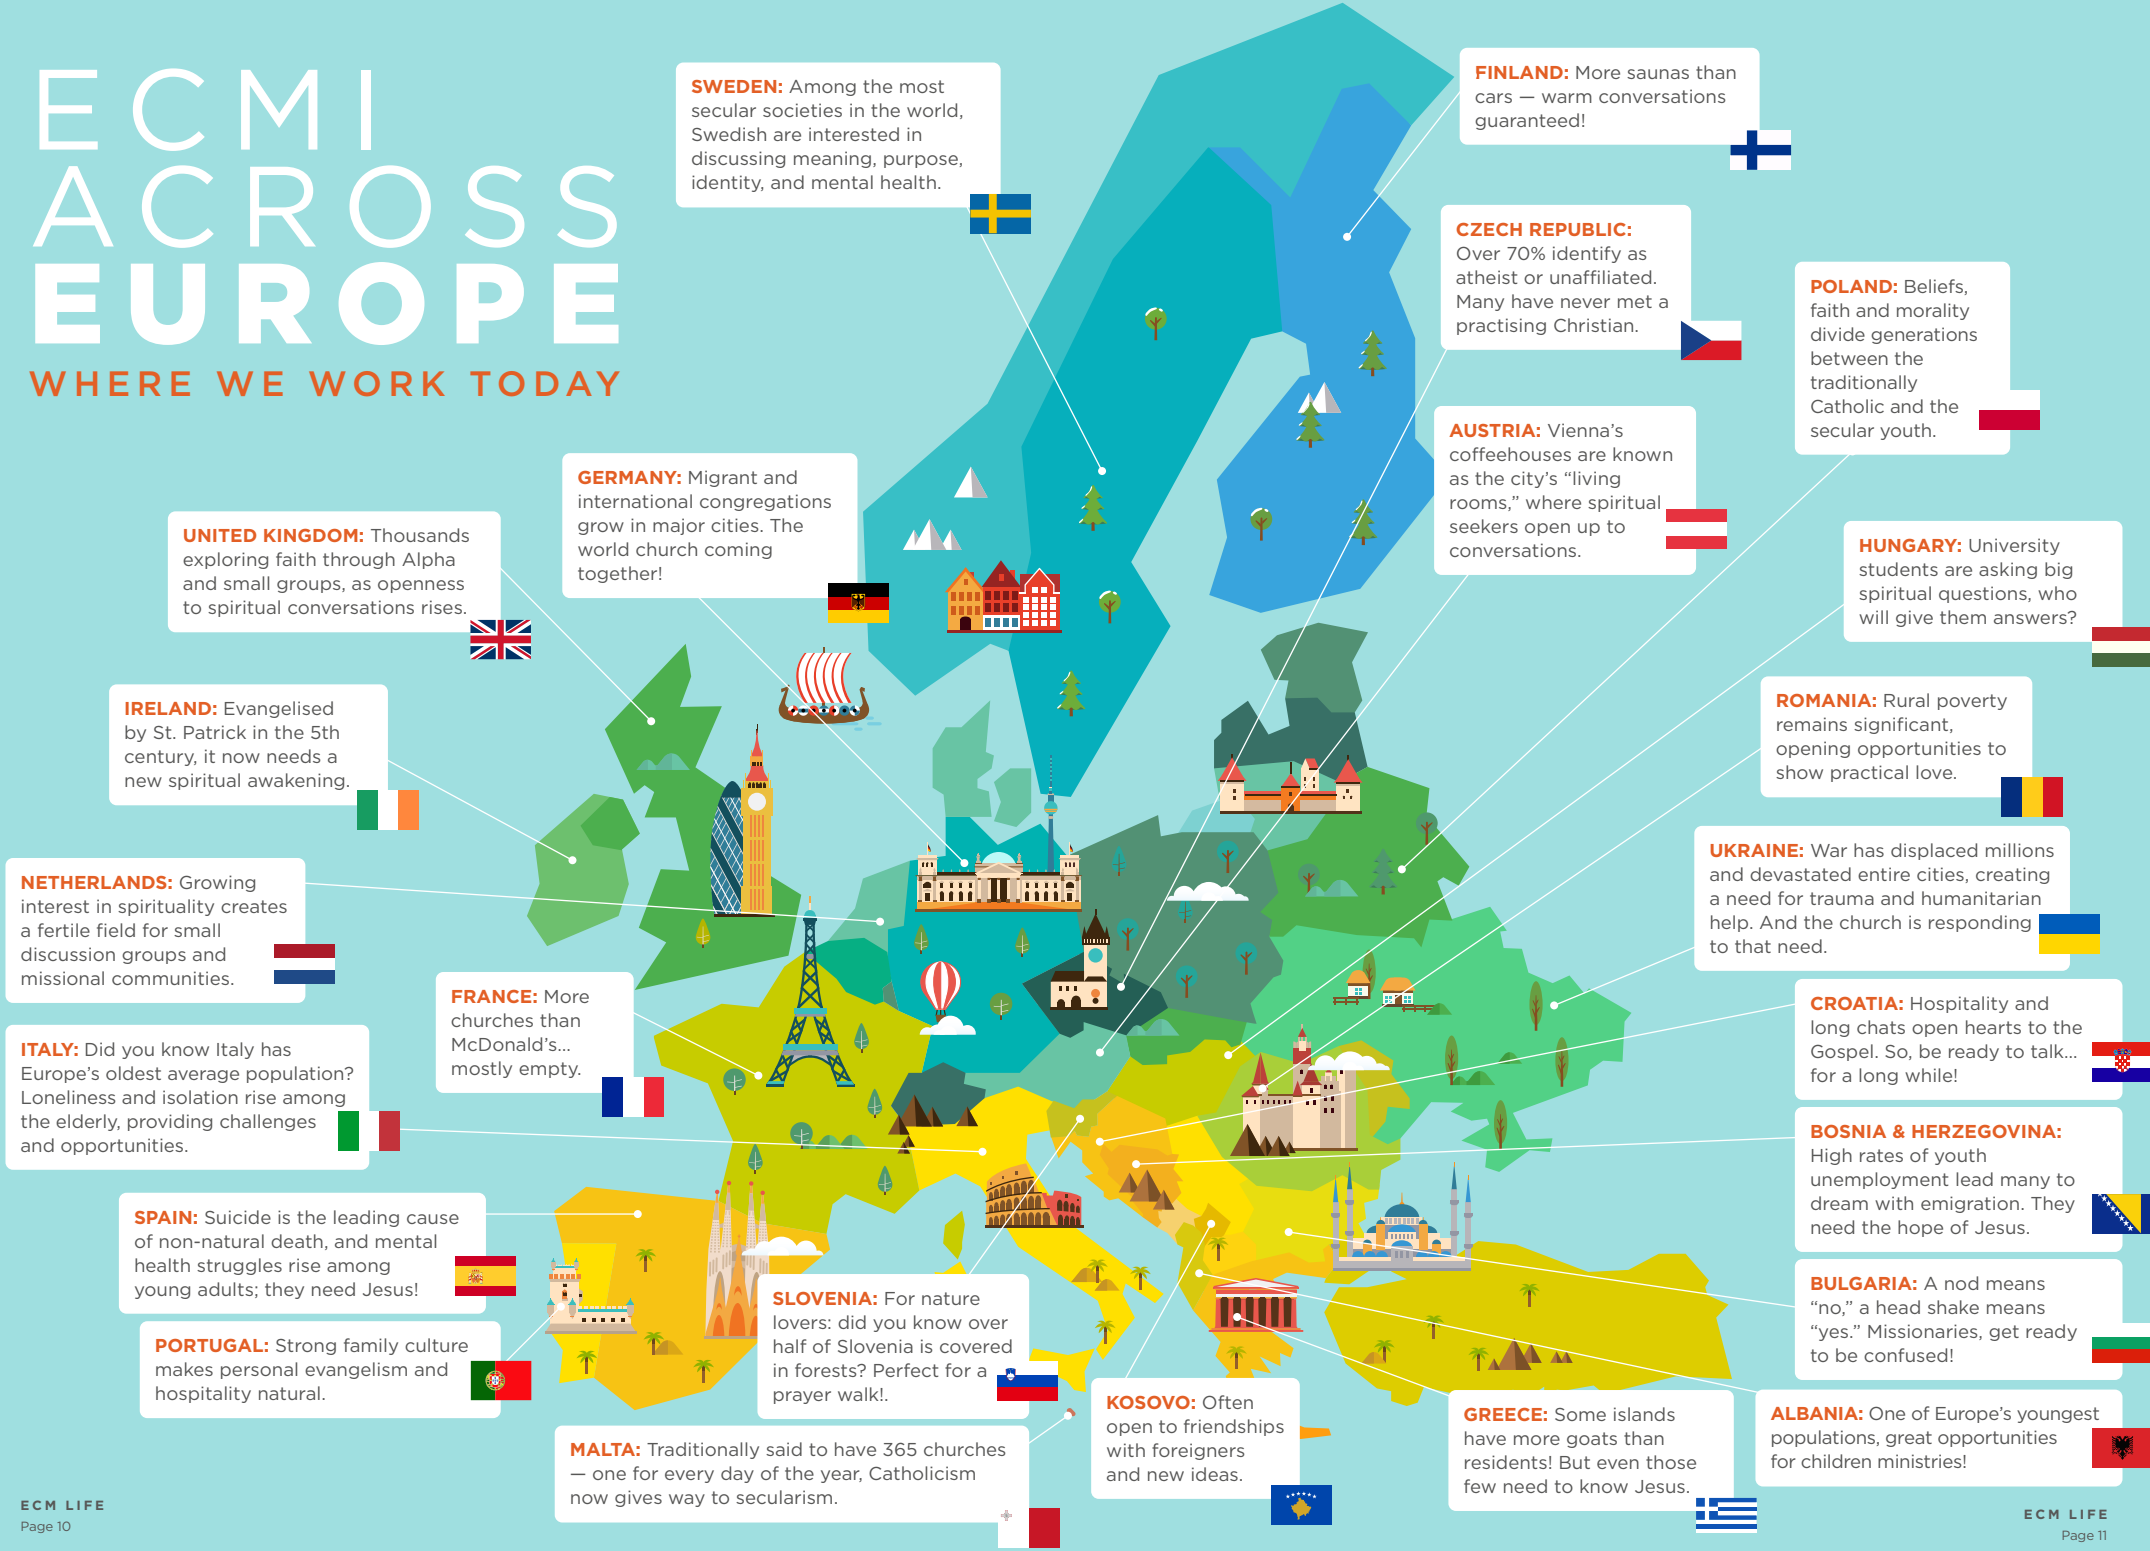 ECMI
ACROSS
EUROPE
WHERE WE WORK TODAY
SWEDEN: Among the most
secular societies in the world,
Swedish are interested in
discussing meaning, purpose,
identity, and mental health.
FINLAND: More saunas than
cars — warm conversations
guaranteed!
CZECH REPUBLIC:
Over 70% identify as
atheist or unaffiliated.
Many have never met a
practising Christian.
POLAND: Beliefs,
faith and morality
divide generations
between the
traditionally
Catholic and the
secular youth.
AUSTRIA: Vienna’s
coffeehouses are known
as the city’s “living
rooms,” where spiritual
seekers open up to
conversations.
GERMANY: Migrant and
international congregations
grow in major cities. The
world church coming
together!
UNITED KINGDOM: Thousands
exploring faith through Alpha
and small groups, as openness
to spiritual conversations rises.
HUNGARY: University
students are asking big
spiritual questions, who
will give them answers?
IRELAND: Evangelised
by St. Patrick in the 5th
century, it now needs a
new spiritual awakening.
ROMANIA: Rural poverty
remains significant,
opening opportunities to
show practical love.
NETHERLANDS: Growing
interest in spirituality creates
a fertile field for small
discussion groups and
missional communities.
UKRAINE: War has displaced millions
and devastated entire cities, creating
a need for trauma and humanitarian
help. And the church is responding
to that need.
FRANCE: More
churches than
McDonald’s...
mostly empty.
CROATIA: Hospitality and
long chats open hearts to the
Gospel. So, be ready to talk...
for a long while!
ITALY: Did you know Italy has
Europe’s oldest average population?
Loneliness and isolation rise among
the elderly, providing challenges
and opportunities.
BOSNIA & HERZEGOVINA:
High rates of youth
unemployment lead many to
dream with emigration. They
need the hope of Jesus.
SPAIN: Suicide is the leading cause
of non-natural death, and mental
health struggles rise among
young adults; they need Jesus!
BULGARIA: A nod means
“no,” a head shake means
“yes.” Missionaries, get ready
to be confused!
SLOVENIA: For nature
lovers: did you know over
half of Slovenia is covered
in forests? Perfect for a
prayer walk!.
PORTUGAL: Strong family culture
makes personal evangelism and
hospitality natural.
KOSOVO: Often
open to friendships
with foreigners
and new ideas.
GREECE: Some islands
have more goats than
residents! But even those
few need to know Jesus.
ALBANIA: One of Europe’s youngest
populations, great opportunities
for children ministries!
MALTA: Traditionally said to have 365 churches
— one for every day of the year, Catholicism
now gives way to secularism.
ECM LIFE
Page 10
ECM LIFE
Page 11